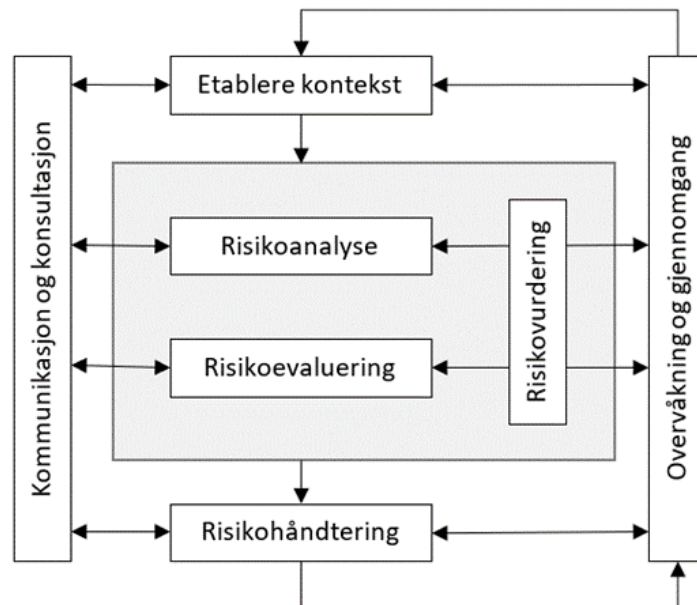 Etablere kontekst
Kommunikasjon og konsultasjon
Risikoanalyse
Risikoevaluering
Risikovurdering
Overvåkning og gjennomgang
Risikohåndtering